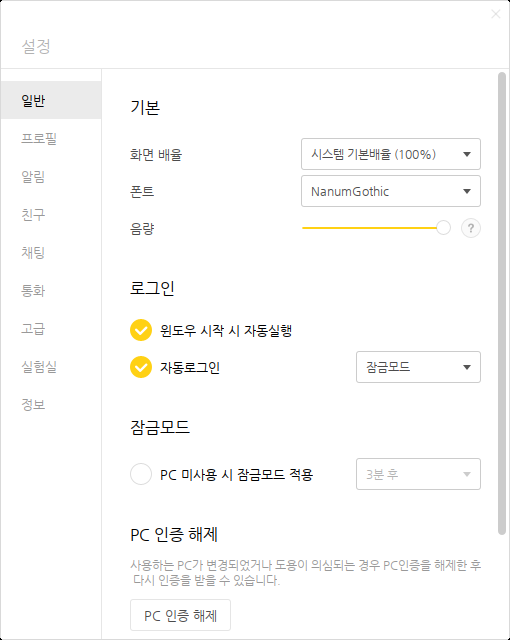 설정
일반
프로필
알림
친구
채팅
통화
고급
실험실
정보
기본
화면 배율 시스템 기본배율 (100%)
폰트 NanumGothic
음량 ?
로그인
윈도우 시작 시 자동실행
자동로그인 잠금모드
잠금모드
PC 미사용 시 잠금모드 적용 3분 후
PC 인증 해제
사용하는 PC가 변경되었거나 도용이 의심되는 경우 PC인증을 해제한 후
다시 인증을 받을 수 있습니다.
PC 인증 해제